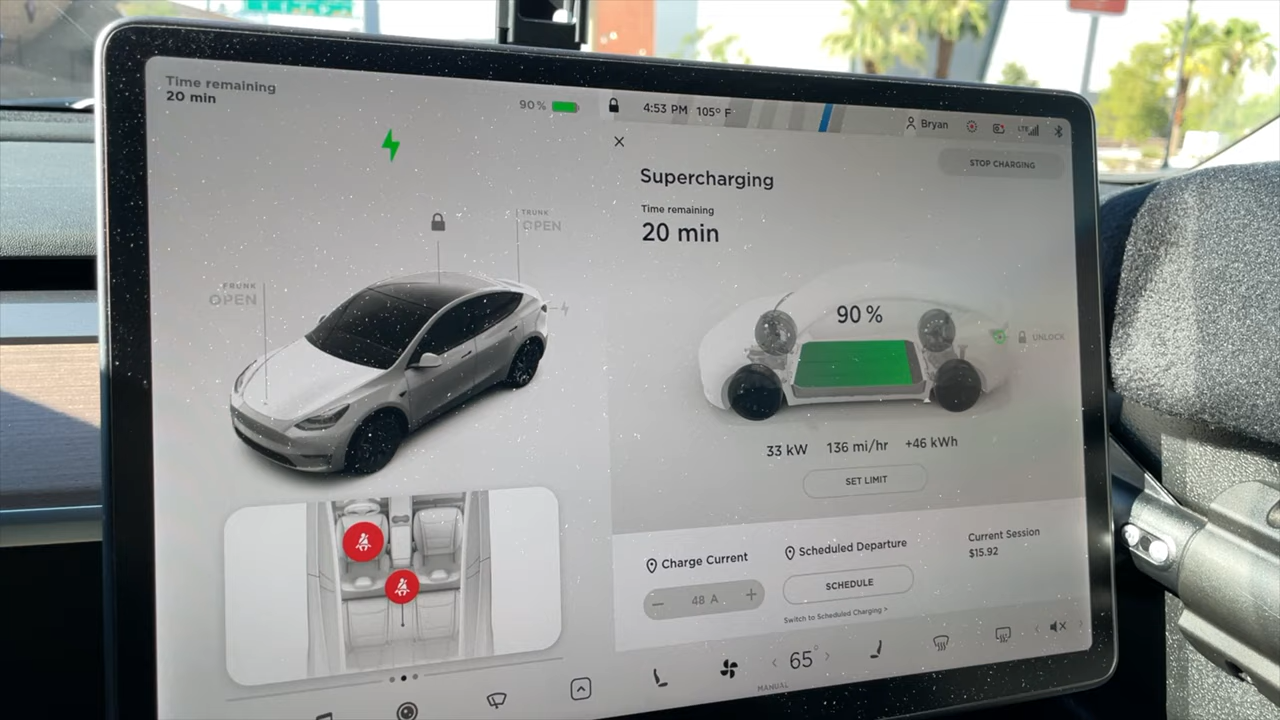 Time remaining
20 min
90 %
4:53 PM 105° F
Bryan
LTE
STOP CHARGING
Supercharging
Time remaining
20 min
TRUNK
OPEN
FRUNK
OPEN
90 %
UNLOCK
33 kW 136 mi/hr +46 kWh
SET LIMIT
Charge Current
48 A
Scheduled Departure
SCHEDULE
Switch to Scheduled Charging >
Current Session
$15.92
65°
MANUAL